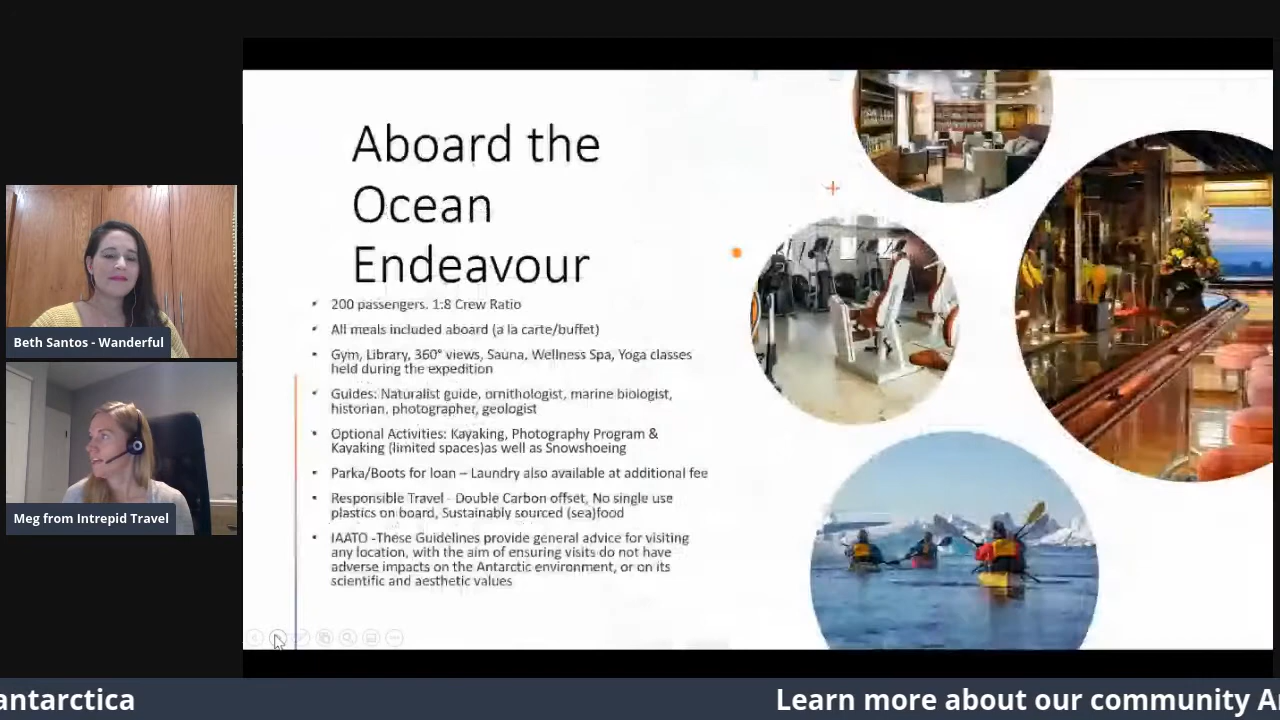 Aboard the
Ocean
Endeavour
200 passengers. 1:8 Crew Ratio
All meals included aboard (a la carte/buffet)
Gym, Library, 360° views, Sauna, Wellness Spa, Yoga classes
held during the expedition
Guides: Naturalist guide, ornithologist, marine biologist,
historian, photographer, geologist
Optional Activities: Kayaking, Photography Program &
Kayaking (limited spaces)as well as Snowshoeing
Parka/Boots for loan – Laundry also available at additional fee
Responsible Travel - Double Carbon offset, No single use
plastics on board, Sustainably sourced (sea)food
IAATO -These Guidelines provide general advice for visiting
any location, with the aim of ensuring visits do not have
adverse impacts on the Antarctic environment, or on its
scientific and aesthetic values
Beth Santos - Wanderful
Meg from Intrepid Travel
antarctica
Learn more about our community A